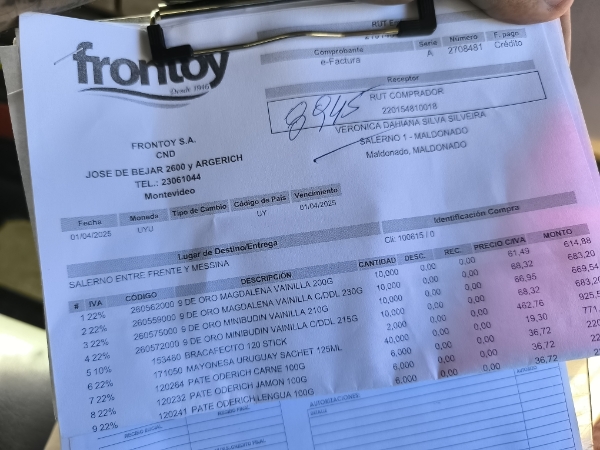 frontoy
Desde 1946
Comprobante Serie Número F. pago
e-Factura A 2708481 Crédito
Receptor
RUT COMPRADOR
220154810018
8945
VERONICA DAHIANA SILVA SILVEIRA
SALERNO 1 - MALDONADO
Maldonado, MALDONADO
FRONTOY S.A.
CND
JOSE DE BEJAR 2600 y ARGERICH
TEL.: 23061044
Montevideo
Fecha Moneda Tipo de Cambio Código de País Vencimiento
01/04/2025 UYU UY 01/04/2025
Identificación Compra
Cli: 100615 / 0
Lugar de Destino/Entrega
SALERNO ENTRE FRENTE Y MESSINA
# IVA CÓDIGO DESCRIPCIÓN CANTIDAD DESC. REC. PRECIO C/IVA MONTO
1 22% 260562000 9 DE ORO MAGDALENA VAINILLA 200G 10,000 0,00 0,00 61,49 614,88
2 22% 260559000 9 DE ORO MAGDALENA VAINILLA C/DDL 230G 10,000 0,00 0,00 68,32 683,20
3 22% 260575000 9 DE ORO MINIBUDIN VAINILLA 210G 10,000 0,00 0,00 66,95 669,54
4 22% 260572000 9 DE ORO MINIBUDIN VAINILLA C/DDL 215G 10,000 0,00 0,00 68,32 683,20
5 10% 153460 BRACAFECITO 120 STICK 2,000 0,00 0,00 462,76 925,5
6 22% 171050 MAYONESA URUGUAY SACHET 125ML 40,000 0,00 0,00 19,30 771,
7 22% 120264 PATE ODERICH CARNE 100G 6,000 0,00 0,00 36,72 220
8 22% 120232 PATE ODERICH JAMON 100G 6,000 0,00 0,00 36,72 22
9 22% 120241 PATE ODERICH LENGUA 100G 6,000 0,00 0,00 36,72